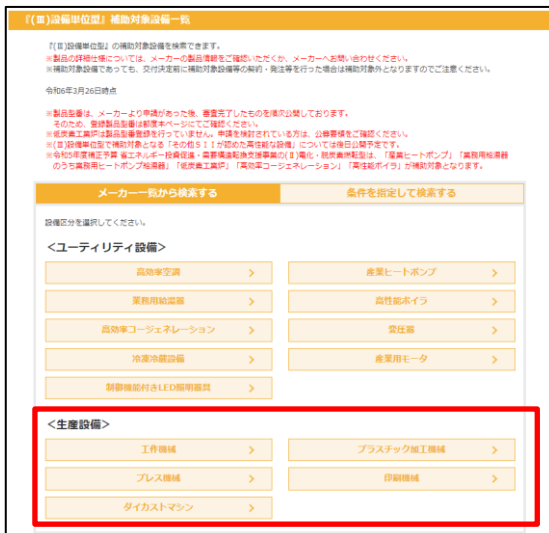 『(Ⅲ)設備単位型』補助対象設備一覧
『(Ⅲ)設備単位型』の補助対象設備を検索できます。
※製品の詳細仕様については、メーカーの製品情報をご確認いただくか、メーカーへお問い合わせください。
※補助対象設備であっても、交付決定前に補助対象設備等の契約・発注等を行った場合は補助対象外となりますのでご注意ください。
令和6年3月26日時点
※製品型番は、メーカーより申請があった後、審査完了したものを順次公開しております。
そのため、登録製品型番は都度本ページにてご確認ください。
※低炭素工業炉は製品型番登録を行っていません。申請を検討されている方は、公募要領をご確認ください。
※(Ⅲ)設備単位型で補助対象となる「その他ＳＩＩが認めた高性能な設備」については後日公開予定です。
※令和5年度補正予算 省エネルギー投資促進・需要構造転換支援事業の(Ⅱ)電化・脱炭素燃転型は、「産業ヒートポンプ」「業務用給湯器
のうち業務用ヒートポンプ給湯器」「低炭素工業炉」「高効率コージェネレーション」「高性能ボイラ」が補助対象となります。
メーカー一覧から検索する
条件を指定して検索する
設備区分を選択してください。
＜ユーティリティ設備＞
高効率空調 >
産業ヒートポンプ >
業務用給湯器 >
高性能ボイラ >
高効率コージェネレーション >
変圧器 >
冷凍冷蔵設備 >
産業用モータ >
制御機能付きLED照明器具 >
＜生産設備＞
工作機械 >
プラスチック加工機械 >
プレス機械 >
印刷機械 >
ダイカストマシン >